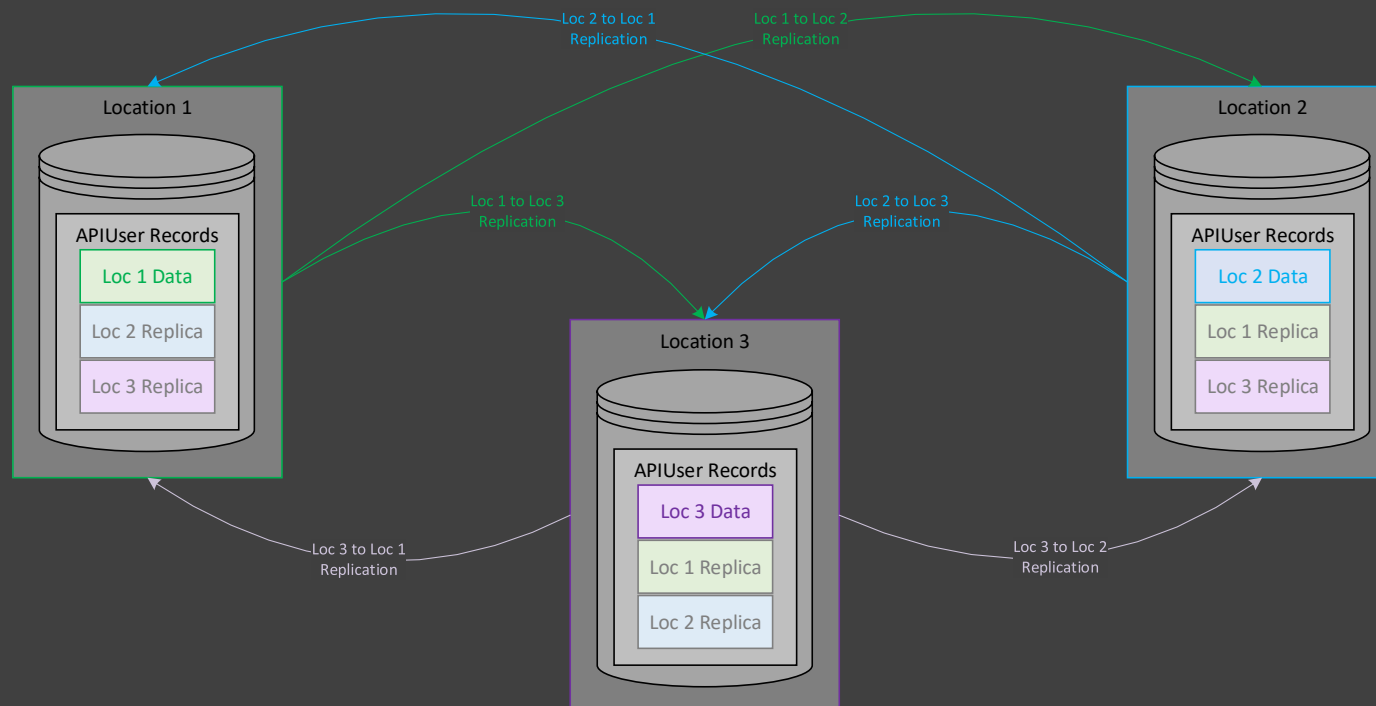 Loc 2 to Loc 1
Replication
Loc 1 to Loc 2
Replication
Location 1
APIUser Records
Loc 1 Data
Loc 2 Replica
Loc 3 Replica
Loc 1 to Loc 3
Replication
Loc 2 to Loc 3
Replication
Location 2
APIUser Records
Loc 2 Data
Loc 1 Replica
Loc 3 Replica
Location 3
APIUser Records
Loc 3 Data
Loc 1 Replica
Loc 2 Replica
Loc 3 to Loc 1
Replication
Loc 3 to Loc 2
Replication